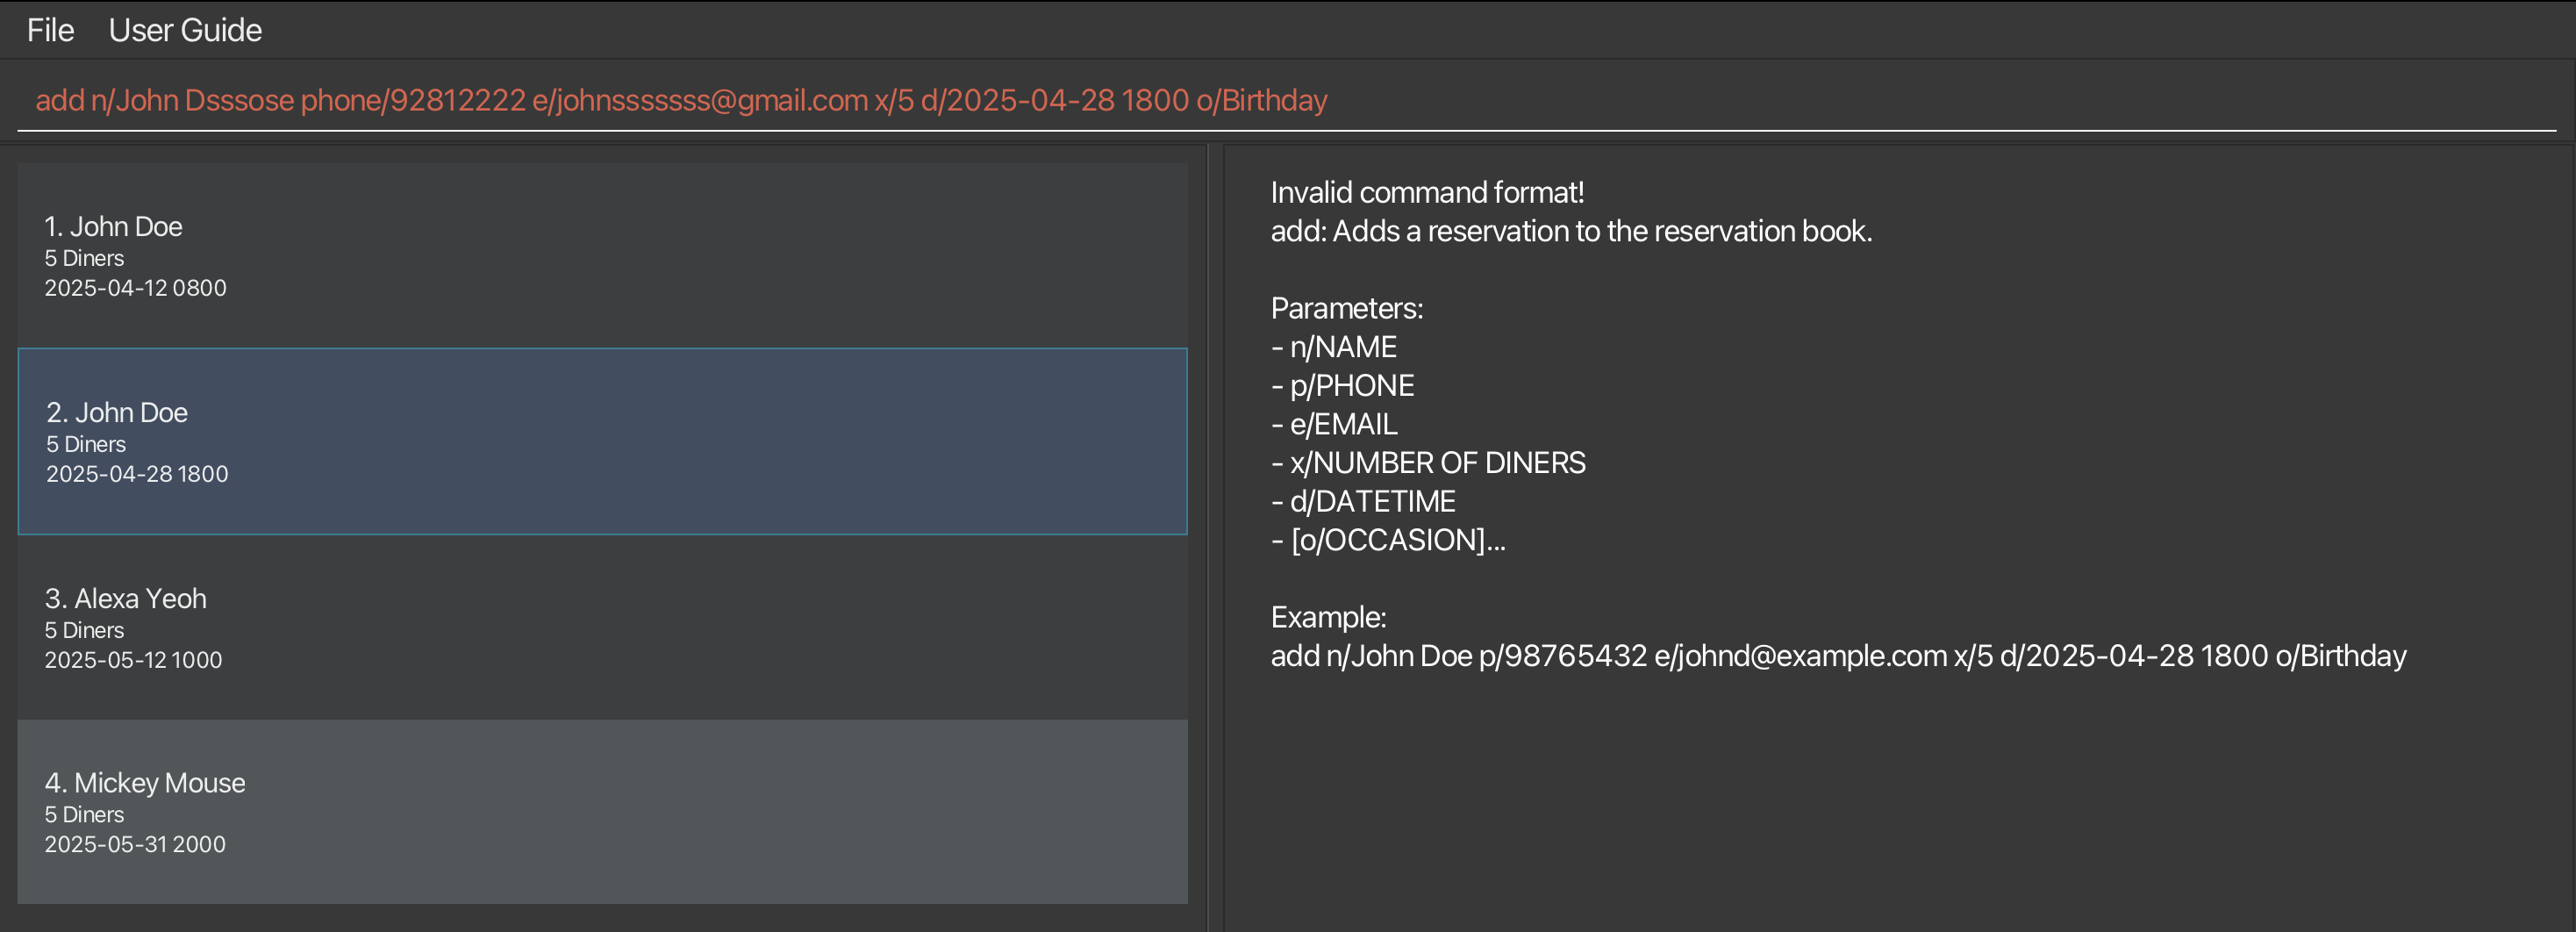 File User Guide
add n/John Dsssose phone/92812222 e/johnsssssss@gmail.com x/5 d/2025-04-28 1800 o/Birthday
1. John Doe
5 Diners
2025-04-12 0800
2. John Doe
5 Diners
2025-04-28 1800
3. Alexa Yeoh
5 Diners
2025-05-12 1000
4. Mickey Mouse
5 Diners
2025-05-31 2000
Invalid command format!
add: Adds a reservation to the reservation book.
Parameters:
- n/NAME
- p/PHONE
- e/EMAIL
- x/NUMBER OF DINERS
- d/DATETIME
- [o/OCCASION]...
Example:
add n/John Doe p/98765432 e/johnd@example.com x/5 d/2025-04-28 1800 o/Birthday